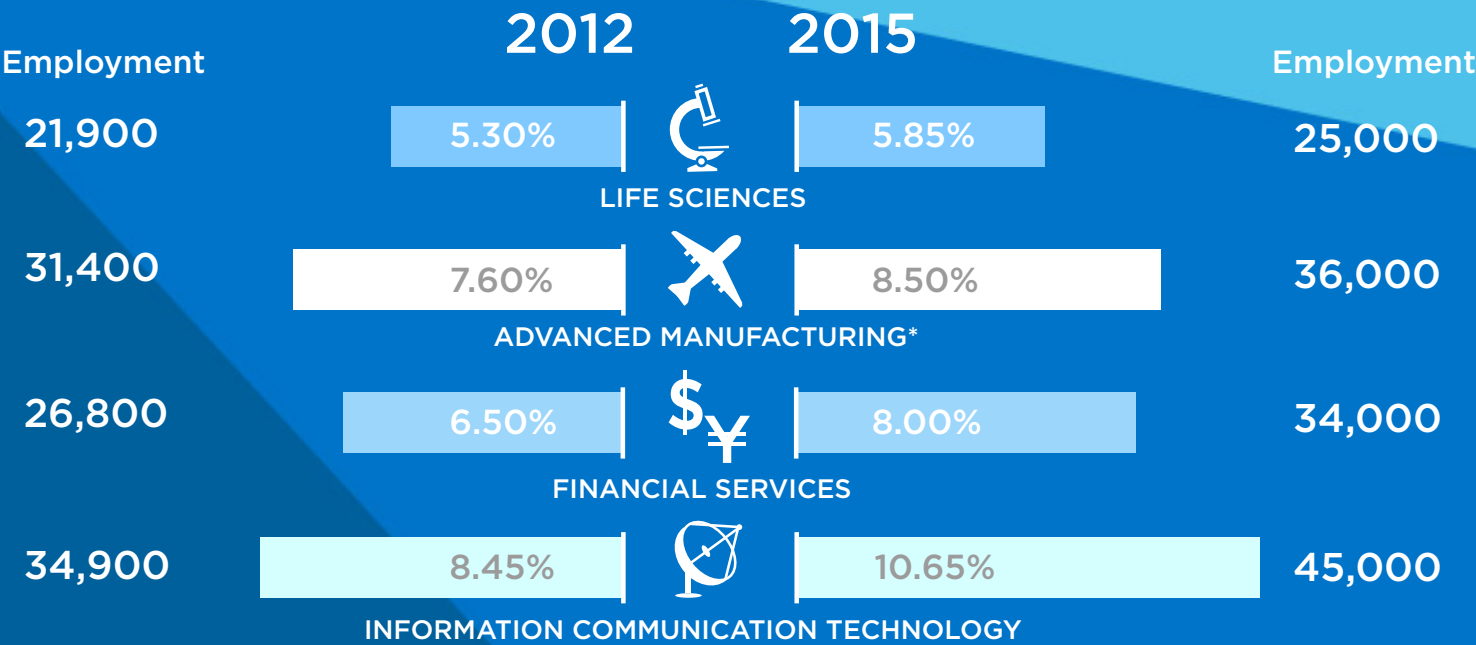 2012 2015
Employment Employment
21,900 5.30% 5.85% 25,000
LIFE SCIENCES
31,400 7.60% 8.50% 36,000
ADVANCED MANUFACTURING*
$ ¥
26,800 6.50% 8.00% 34,000
FINANCIAL SERVICES
34,900 8.45% 10.65% 45,000
INFORMATION COMMUNICATION TECHNOLOGY